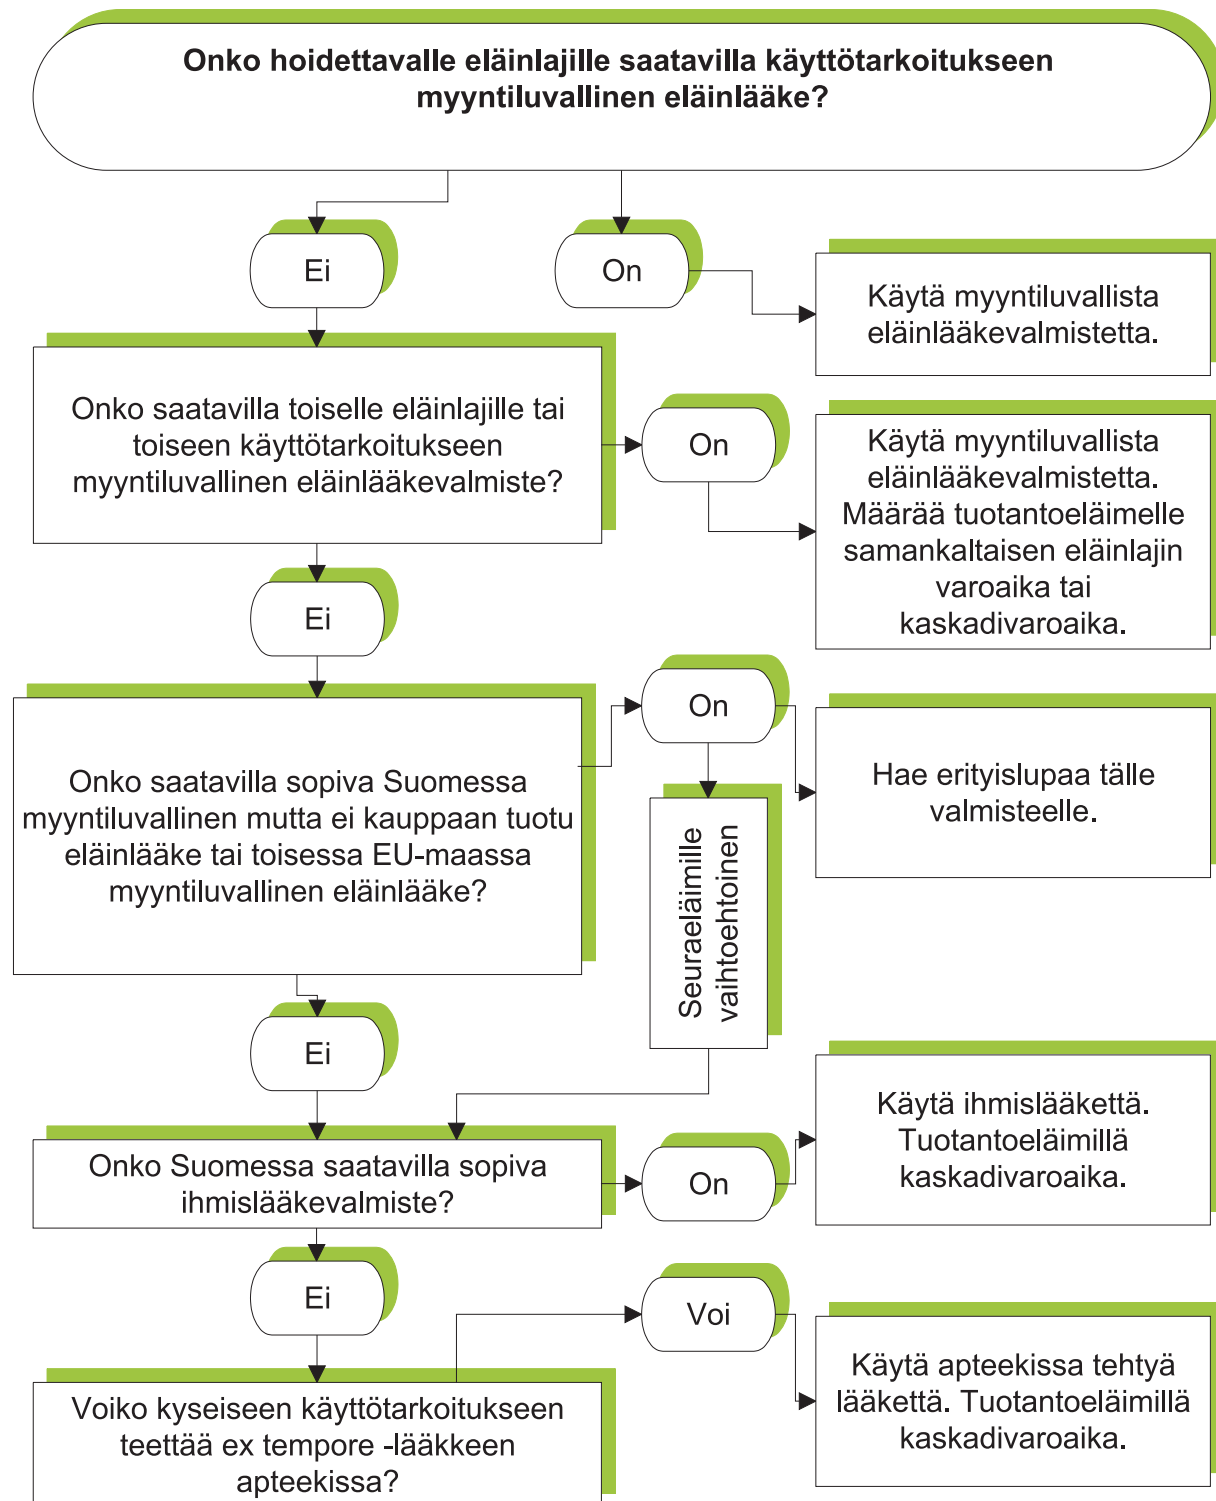 Onko hoidettavalle eläinlajille saatavilla käyttötarkoitukseen
myyntiluvallinen eläinlääke?
Ei
On
Käytä myyntiluvallista
eläinlääkevalmistetta.
Onko saatavilla toiselle eläinlajille tai
toiseen käyttötarkoitukseen
myyntiluvallinen eläinlääkevalmiste?
On
Käytä myyntiluvallista
eläinlääkevalmistetta.
Määrää tuotantoeläimelle
samankaltaisen eläinlajin
varoaika tai
kaskadivaroaika.
Ei
Onko saatavilla sopiva Suomessa
myyntiluvallinen mutta ei kauppaan tuotu
eläinlääke tai toisessa EU-maassa
myyntiluvallinen eläinlääke?
On
Hae erityislupaa tälle
valmisteelle.
Seuraeläimille
vaihtoehtoinen
Ei
Onko Suomessa saatavilla sopiva
ihmislääkevalmiste?
On
Käytä ihmislääkettä.
Tuotantoeläimillä
kaskadivaroaika.
Ei
Voiko kyseiseen käyttötarkoitukseen
teettää ex tempore -lääkkeen
apteekissa?
Voi
Käytä apteekissa tehtyä
lääkettä. Tuotantoeläimillä
kaskadivaroaika.